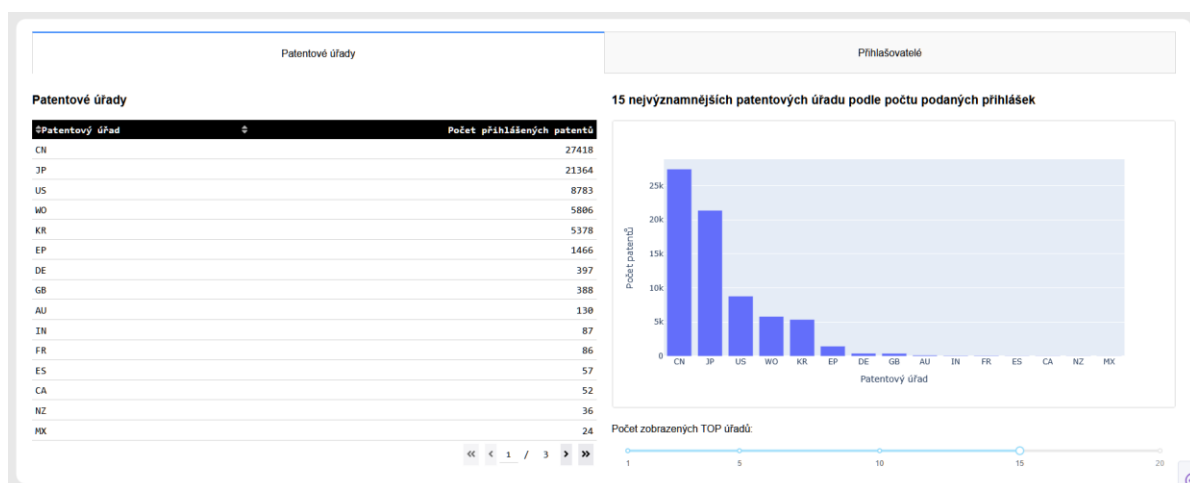 Patentové úřady
Přihlašovatelé
Patentové úřady
Patentový úřad Počet přihlášených patentů
CN 27418
JP 21364
US 8783
WO 5806
KR 5378
EP 1466
DE 397
GB 388
AU 130
IN 87
FR 86
ES 57
CA 52
NZ 36
MX 24
« < 1 / 3 > »
15 nejvýznamnějších patentových úřadu podle počtu podaných přihlášek
Počet patentů
25k
20k
15k
10k
5k
0
CN JP US WO KR EP DE GB AU IN FR ES CA NZ MX
Patentový úřad
Počet zobrazených TOP úřadů:
1 5 10 15 20